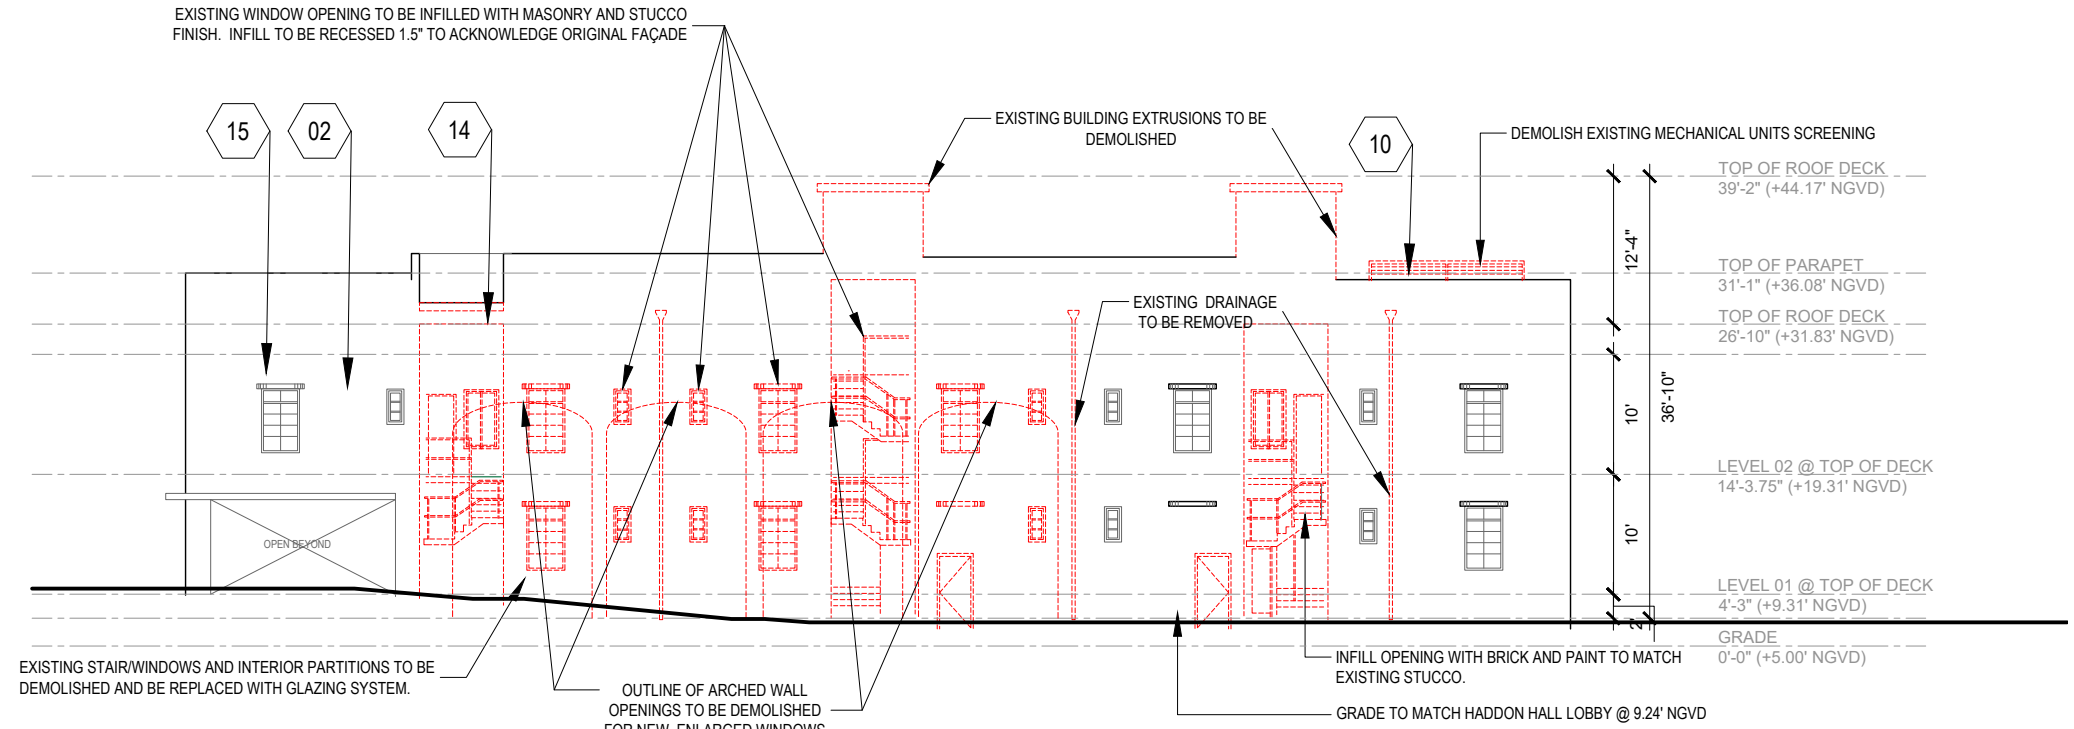 EXISTING WINDOW OPENING TO BE INFILLED WITH MASONRY AND STUCCO
FINISH. INFILL TO BE RECESSED 1.5" TO ACKNOWLEDGE ORIGINAL FAÇADE
15
02
14
EXISTING BUILDING EXTRUSIONS TO BE
DEMOLISHED
10
DEMOLISH EXISTING MECHANICAL UNITS SCREENING
TOP OF ROOF DECK
39'-2" (+44.17' NGVD)
12'-4"
TOP OF PARAPET
31'-1" (+36.08' NGVD)
EXISTING DRAINAGE
TO BE REMOVED
TOP OF ROOF DECK
26'-10" (+31.83' NGVD)
10'
36'-10"
LEVEL 02 @ TOP OF DECK
14'-3.75" (+19.31' NGVD)
OPEN BEYOND
10'
LEVEL 01 @ TOP OF DECK
4'-3" (+9.31' NGVD)
2'
GRADE
0'-0" (+5.00' NGVD)
EXISTING STAIR/WINDOWS AND INTERIOR PARTITIONS TO BE
DEMOLISHED AND BE REPLACED WITH GLAZING SYSTEM.
OUTLINE OF ARCHED WALL
OPENINGS TO BE DEMOLISHED
FOR NEW ENLARGED WINDOWS
INFILL OPENING WITH BRICK AND PAINT TO MATCH
EXISTING STUCCO.
GRADE TO MATCH HADDON HALL LOBBY @ 9.24' NGVD